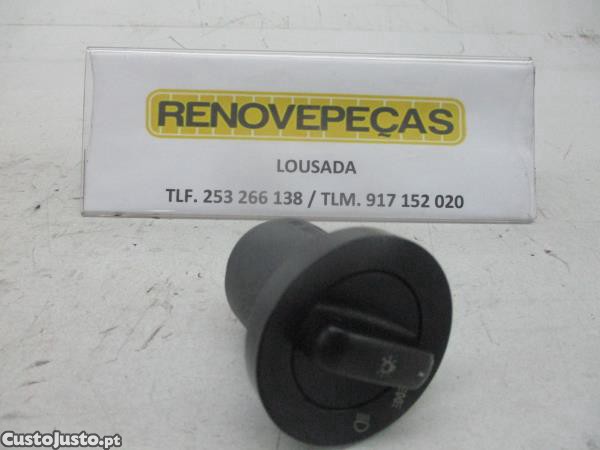 RENOVEPEÇAS
LOUSADA
TLF. 253 266 138 / TLM. 917 152 020
CustoJusto.pt